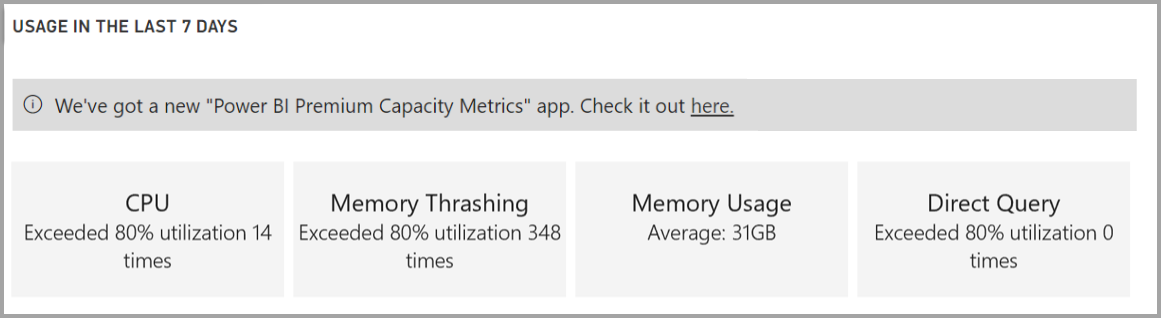 USAGE IN THE LAST 7 DAYS
We've got a new "Power BI Premium Capacity Metrics" app. Check it out here.
CPU
Exceeded 80% utilization 14
times
Memory Thrashing
Exceeded 80% utilization 348
times
Memory Usage
Average: 31GB
Direct Query
Exceeded 80% utilization 0
times